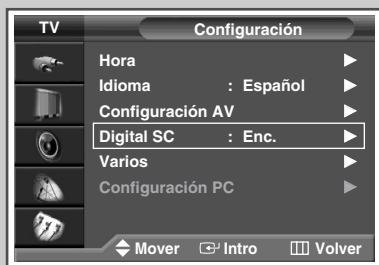 TV Configuración
Hora
Idioma : Español
Configuración AV
Digital SC : Enc.
Varios
Configuración PC
Mover Intro Volver